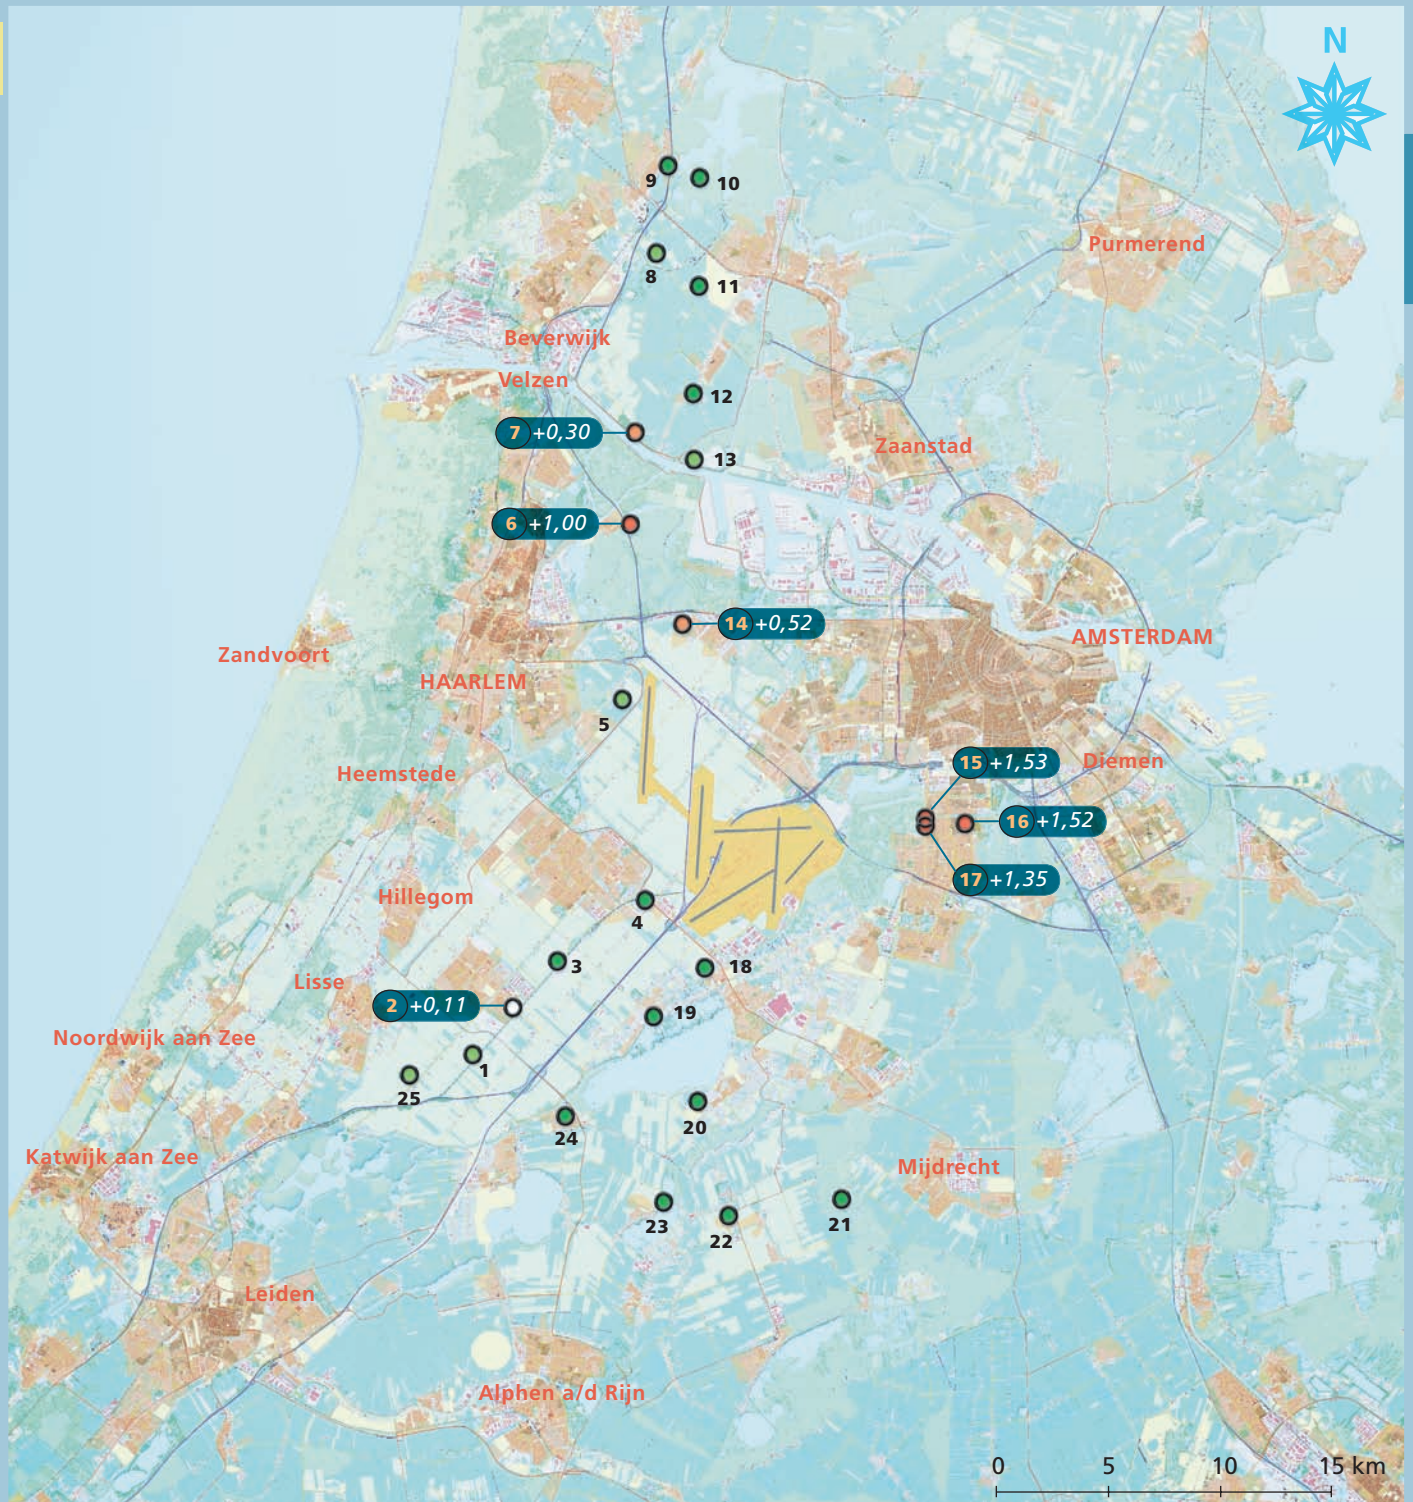 N
9
10
Purmerend
8
11
Beverwijk
Velzen
12
7 +0,30
Zaanstad
13
6 +1,00
14 +0,52
AMSTERDAM
Zandvoort
HAARLEM
5
15 +1,53
Diemen
Heemstede
16 +1,52
17 +1,35
Hillegom
4
3
18
Lisse
2 +0,11
19
Noordwijk aan Zee
1
25
20
24
Katwijk aan Zee
Mijdrecht
23
22
21
Leiden
Alphen a/d Rijn
0 5 10 15 km